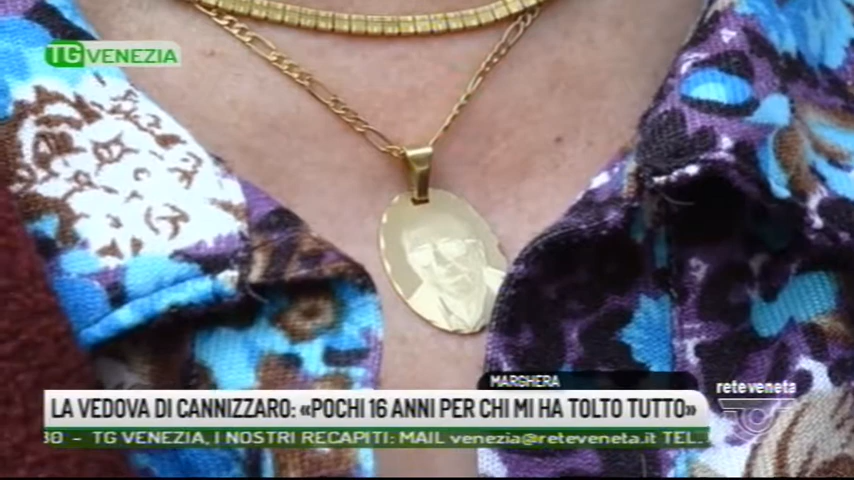 TG VENEZIA
MARGHERA
LA VEDOVA DI CANNIZZARO: «POCHI 16 ANNI PER CHI MI HA TOLTO TUTTO»
reteveneta
30 - TG VENEZIA, I NOSTRI RECAPITI: MAIL venezia@reteveneta.it TEL.